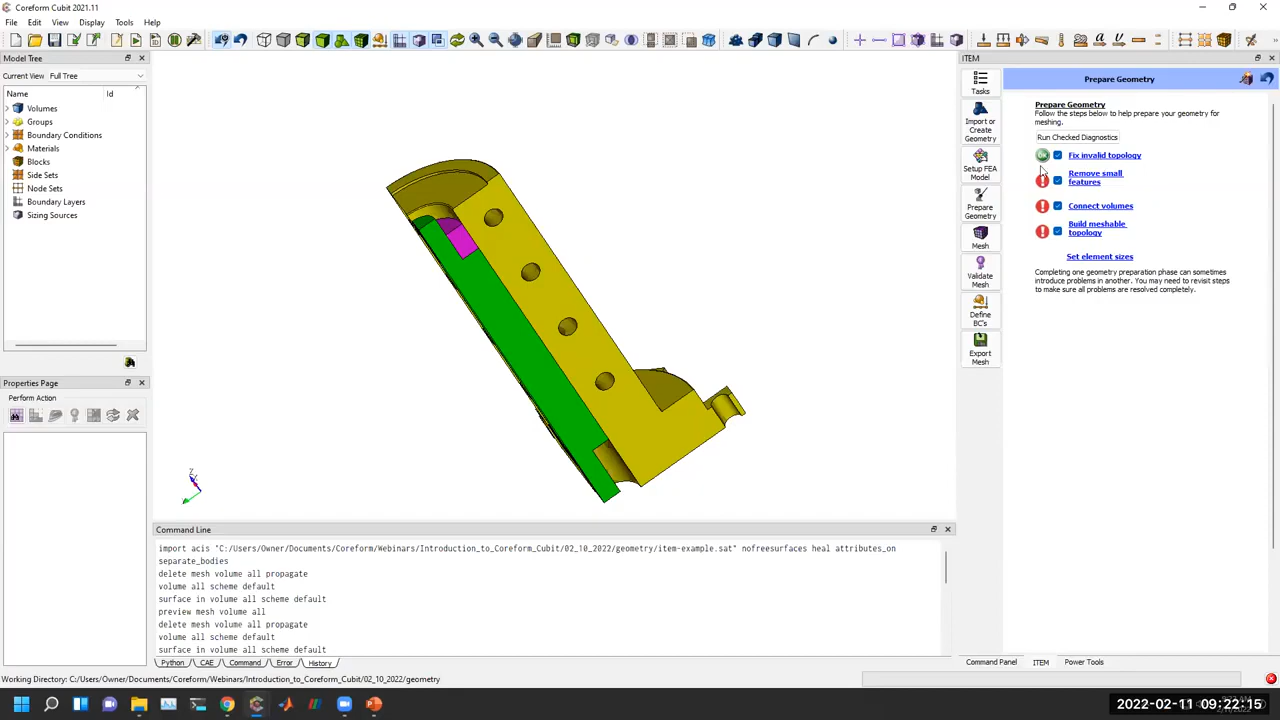 Coreform Cubit 2021.11
File Edit View Display Tools Help
Model Tree
Current View Full Tree
Name Id
Volumes
Groups
Boundary Conditions
Materials
Blocks
Side Sets
Node Sets
Boundary Layers
Sizing Sources
Properties Page
Perform Action
Z
Command Line
import acis "C:/Users/Owner/Documents/Coreform/Webinars/Introduction_to_Coreform_Cubit/02_10_2022/geometry/item-example.sat" nofreesurfaces heal attributes_on
separate_bodies
delete mesh volume all propagate
volume all scheme default
surface in volume all scheme default
preview mesh volume all
delete mesh volume all propagate
volume all scheme default
surface in volume all scheme default
Python CAE Command Error History
Working Directory: C:/Users/Owner/Documents/Coreform/Webinars/Introduction_to_Coreform_Cubit/02_10_2022/geometry
ITEM
Tasks
Import or
Create
Geometry
Setup FEA
Model
Prepare
Geometry
Mesh
Validate
Mesh
Define
BC's
Export
Mesh
Prepare Geometry
Prepare Geometry
Follow the steps below to help prepare your geometry for
meshing.
Run Checked Diagnostics
OK Fix invalid topology
Remove small
features
Connect volumes
Build meshable
topology
Set element sizes
Completing one geometry preparation phase can sometimes
introduce problems in another. You may need to revisit steps
to make sure all problems are resolved completely.
Command Panel ITEM Power Tools
2022-02-11 09:22:15